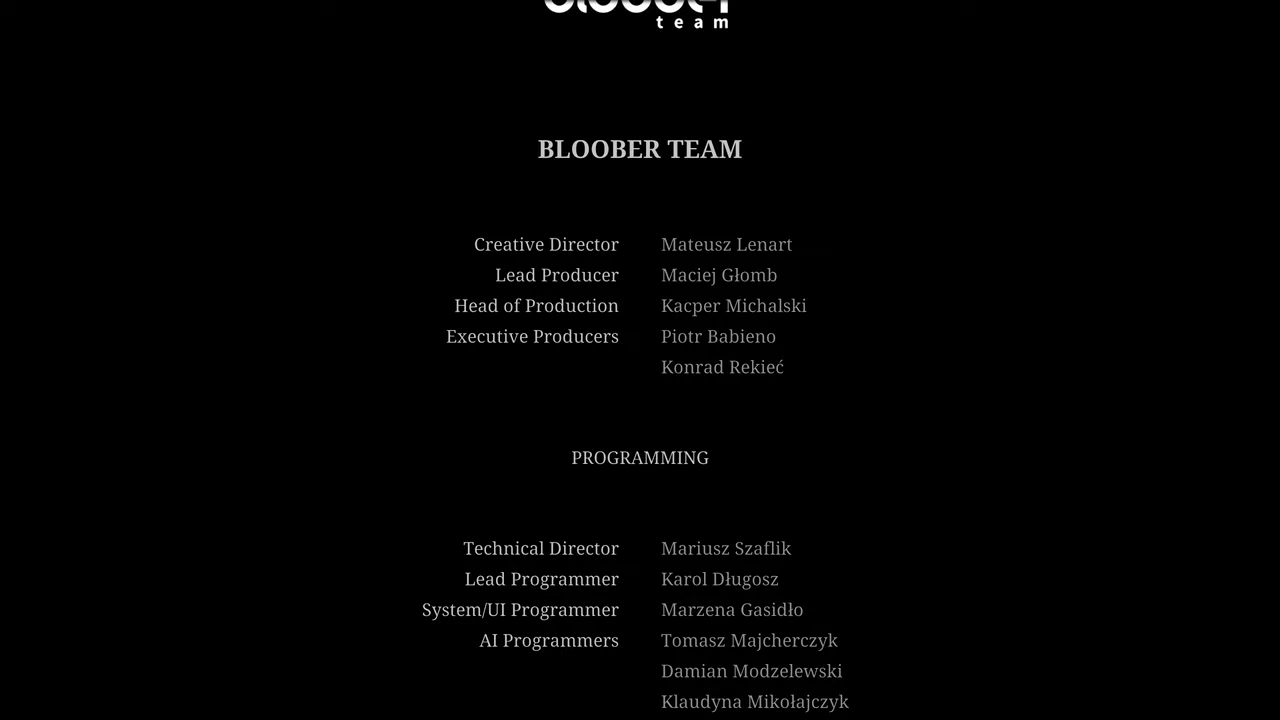 bloober
team
BLOOBER TEAM
Creative Director Mateusz Lenart
Lead Producer Maciej Głomb
Head of Production Kacper Michalski
Executive Producers Piotr Babieno
Konrad Rekieć
PROGRAMMING
Technical Director Mariusz Szaflik
Lead Programmer Karol Długosz
System/UI Programmer Marzena Gasidło
AI Programmers Tomasz Majcherczyk
Damian Modzelewski
Klaudyna Mikołajczyk